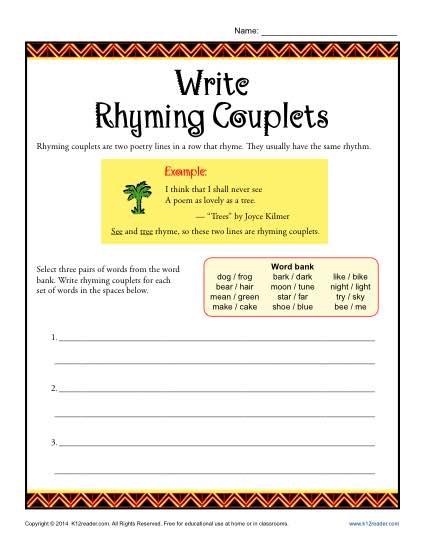 Name:
Write
Rhyming Couplets
Rhyming couplets are two poetry lines in a row that rhyme. They usually have the same rhythm.
Example:
I think that I shall never see
A poem as lovely as a tree.
— "Trees" by Joyce Kilmer
See and tree rhyme, so these two lines are rhyming couplets.
Select three pairs of words from the word
bank. Write rhyming couplets for each
set of words in the spaces below.
Word bank
dog / frog bark / dark like / bike
bear / hair moon / tune night / light
mean / green star / far try / sky
make / cake shoe / blue bee / me
1.
2.
3.
Copyright © 2014 K12reader.com. All Rights Reserved. Free for educational use at home or in classrooms. www.k12reader.com